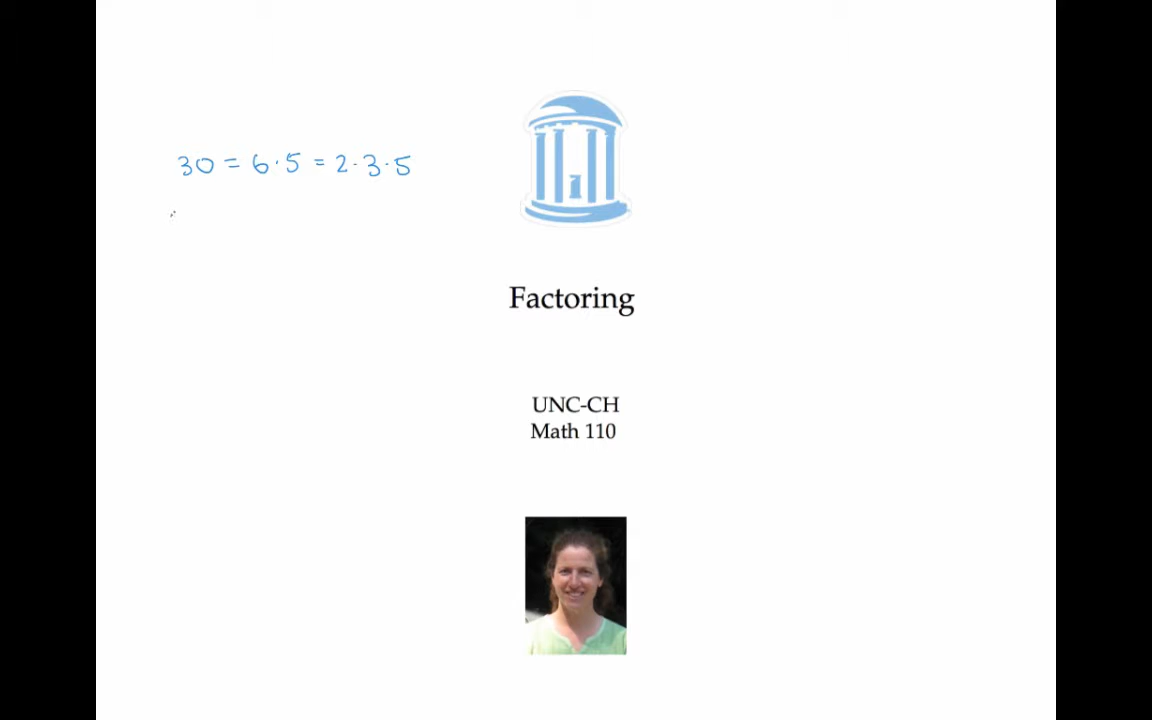 30 = 6 · 5 = 2 · 3 · 5
Factoring
UNC-CH
Math 110